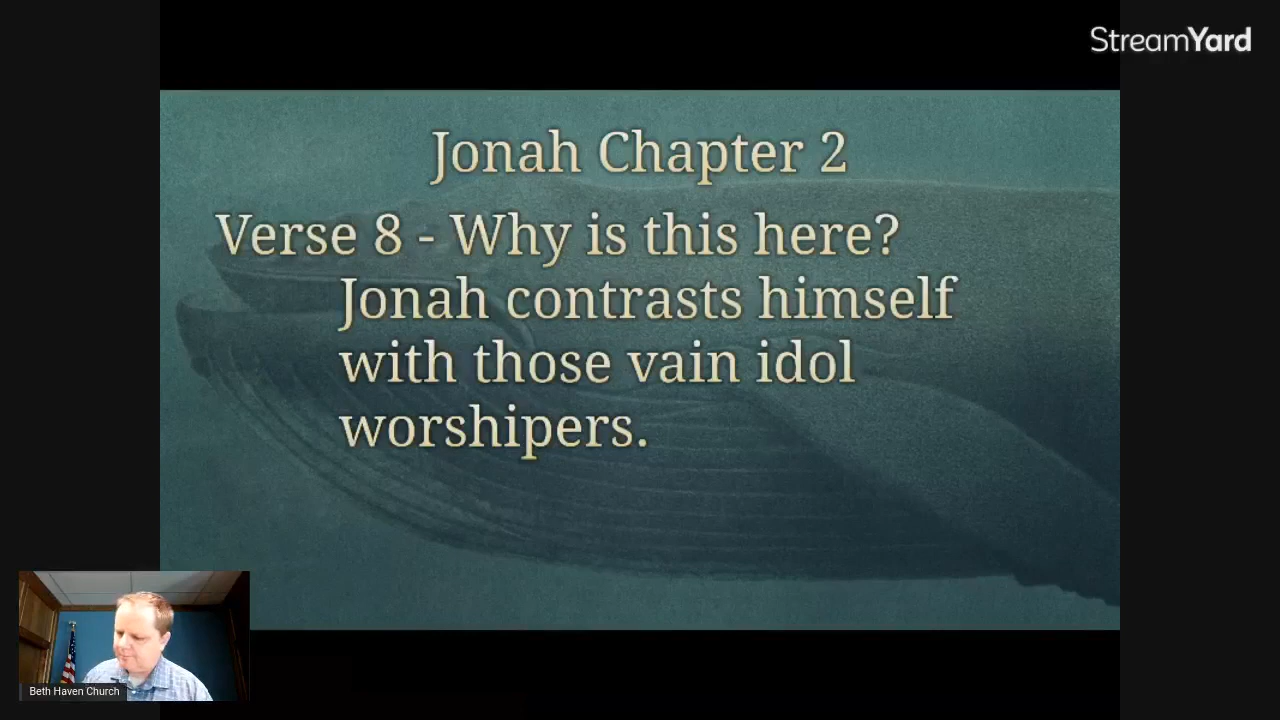 StreamYard
Jonah Chapter 2
Verse 8 - Why is this here?
Jonah contrasts himself
with those vain idol
worshipers.
Beth Haven Church